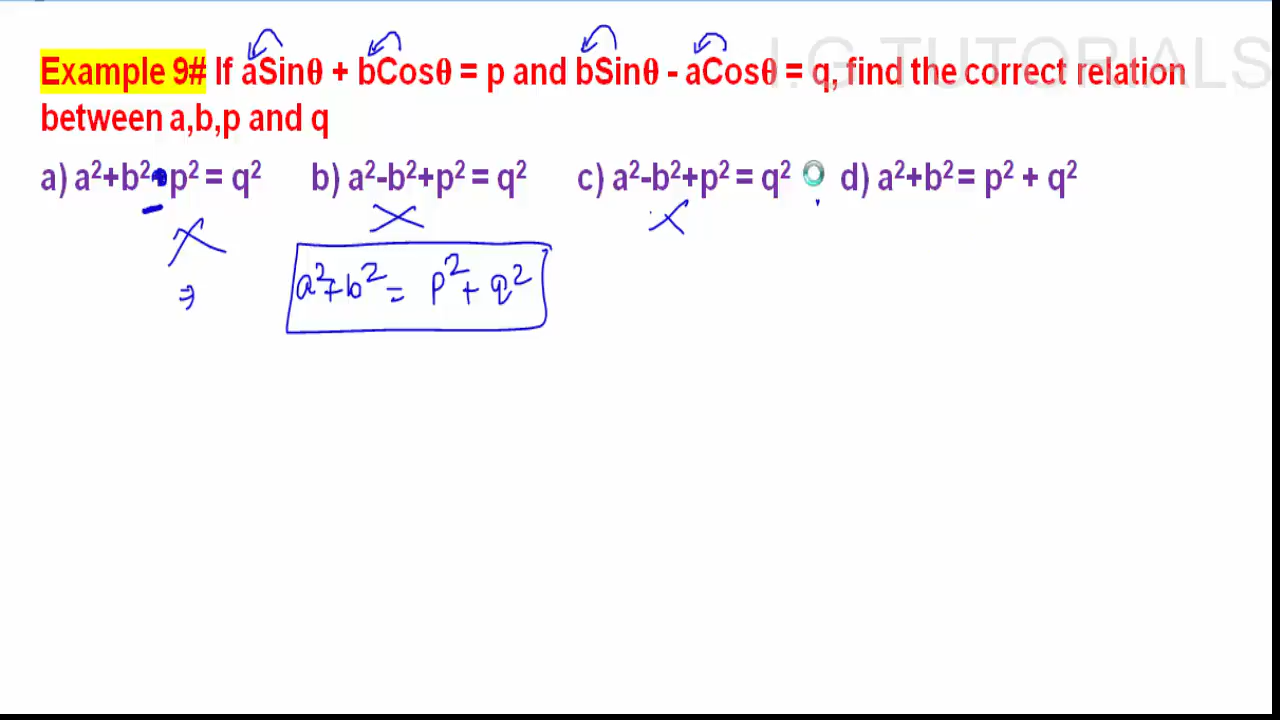 I.G TUTORIALS
Example 9# If aSinθ + bCosθ = p and bSinθ - aCosθ = q, find the correct relation
between a,b,p and q
a) a²+b²-p² = q² b) a²-b²+p² = q² c) a²-b²+p² = q² d) a²+b² = p² + q²
⇒ a²+b² = p² + q²